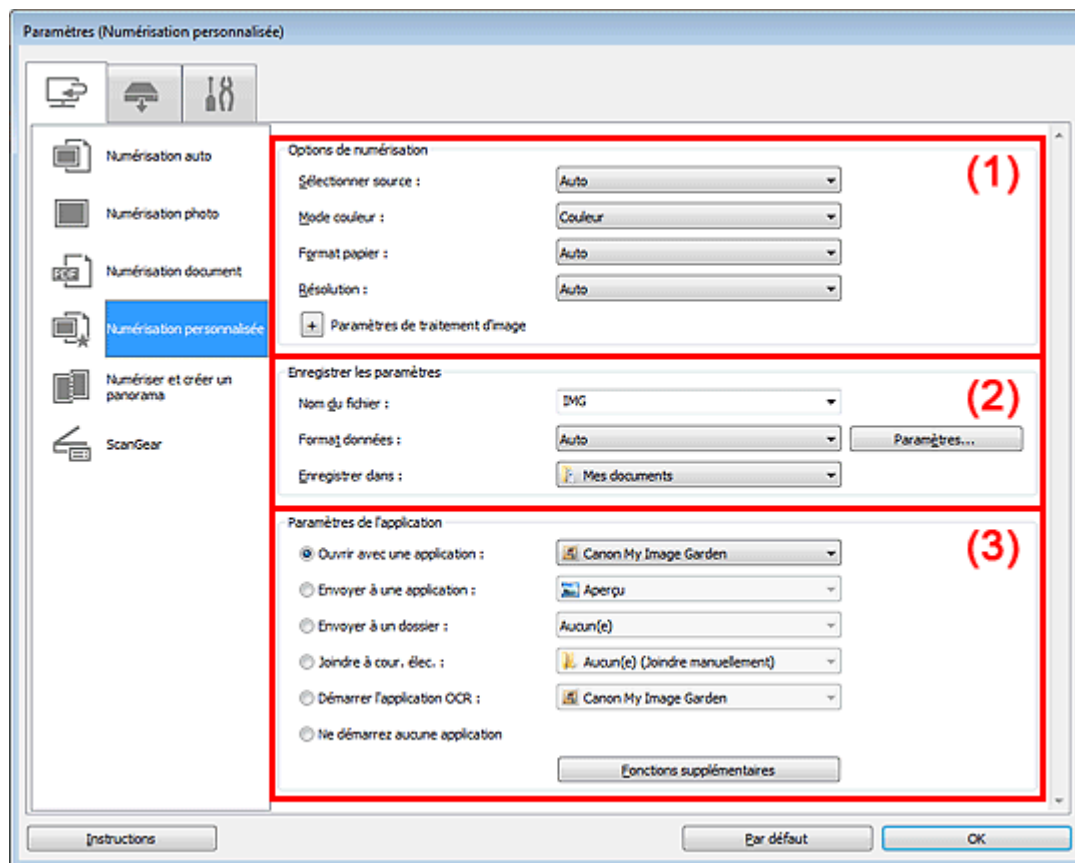 Paramètres (Numérisation personnalisée)
Numérisation auto
Numérisation photo
PDF
Numérisation document
Numérisation personnalisée
Numériser et créer un
panorama
ScanGear
Options de numérisation
(1)
Sélectionner source : Auto
Mode couleur : Couleur
Format papier : Auto
Résolution : Auto
+ Paramètres de traitement d'image
Enregistrer les paramètres
(2)
Nom du fichier : IMG
Format données : Auto Paramètres...
Enregistrer dans : Mes documents
Paramètres de l'application
(3)
Ouvrir avec une application : Canon My Image Garden
Envoyer à une application : Aperçu
Envoyer à un dossier : Aucun(e)
Joindre à cour. élec. : Aucun(e) (Joindre manuellement)
Démarrer l'application OCR : Canon My Image Garden
Ne démarrez aucune application
Fonctions supplémentaires
Instructions Par défaut OK